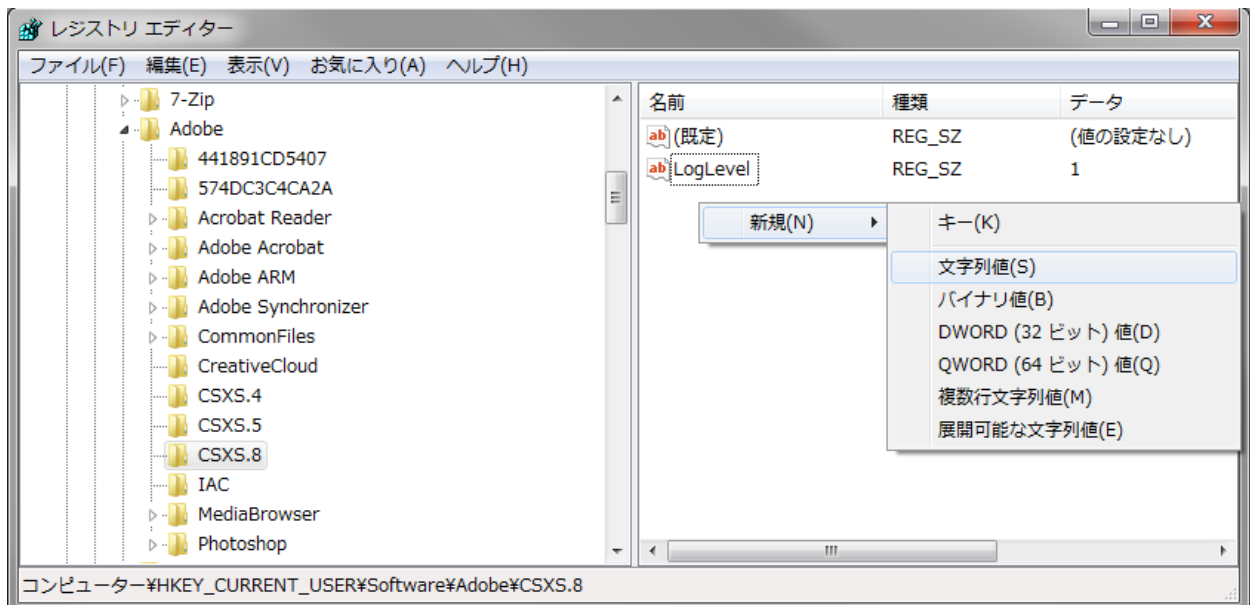 レジストリ エディター
ファイル(F) 編集(E) 表示(V) お気に入り(A) ヘルプ(H)
7-Zip
Adobe
441891CD5407
574DC3C4CA2A
Acrobat Reader
Adobe Acrobat
Adobe ARM
Adobe Synchronizer
CommonFiles
CreativeCloud
CSXS.4
CSXS.5
CSXS.8
IAC
MediaBrowser
Photoshop
名前 種類 データ
(既定) REG_SZ (値の設定なし)
LogLevel REG_SZ 1
新規(N)
キー(K)
文字列値(S)
バイナリ値(B)
DWORD (32 ビット) 値(D)
QWORD (64 ビット) 値(Q)
複数行文字列値(M)
展開可能な文字列値(E)
コンピューター¥HKEY_CURRENT_USER¥Software¥Adobe¥CSXS.8